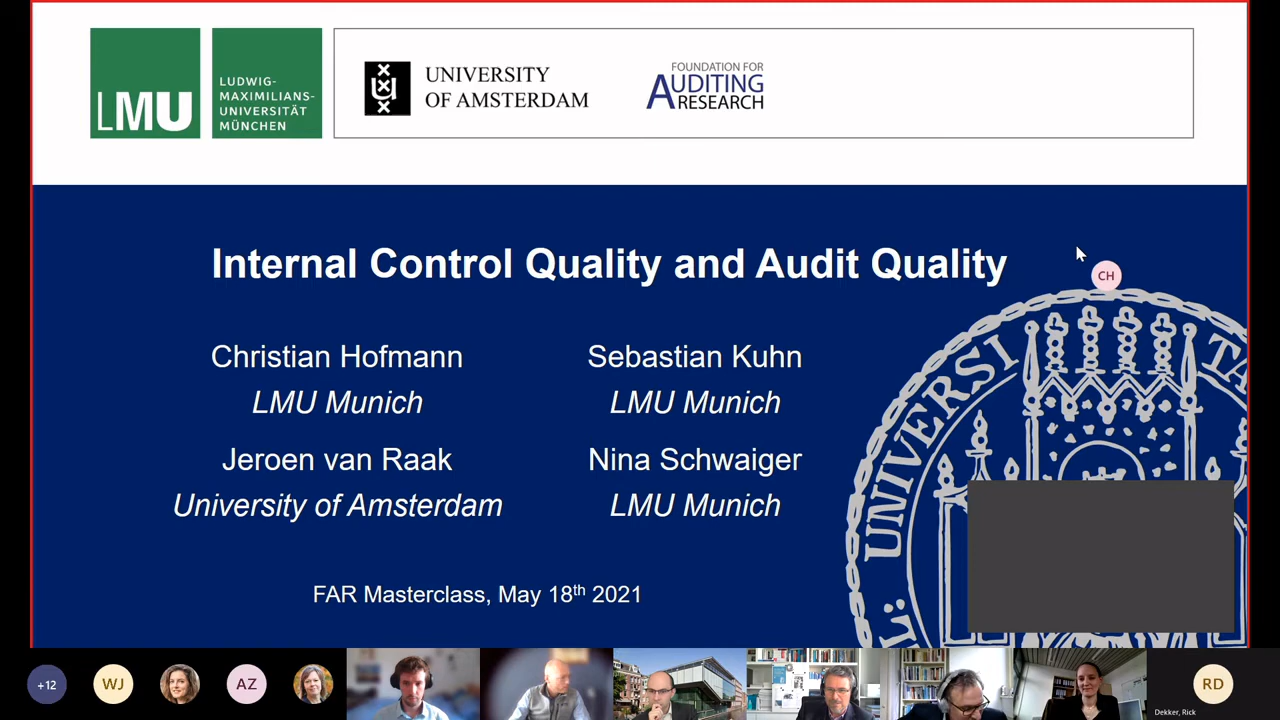 LMU
LUDWIG-
MAXIMILIANS-
UNIVERSITÄT
MÜNCHEN
UNIVERSITY
OF AMSTERDAM
FOUNDATION FOR
AUDITING
RESEARCH
Internal Control Quality and Audit Quality
CH
Christian Hofmann
Sebastian Kuhn
LMU Munich
LMU Munich
Jeroen van Raak
Nina Schwaiger
University of Amsterdam
LMU Munich
FAR Masterclass, May 18th 2021
UNIVERSI
TA
L:
+12
WJ
AZ
RD
Dekker, Rick